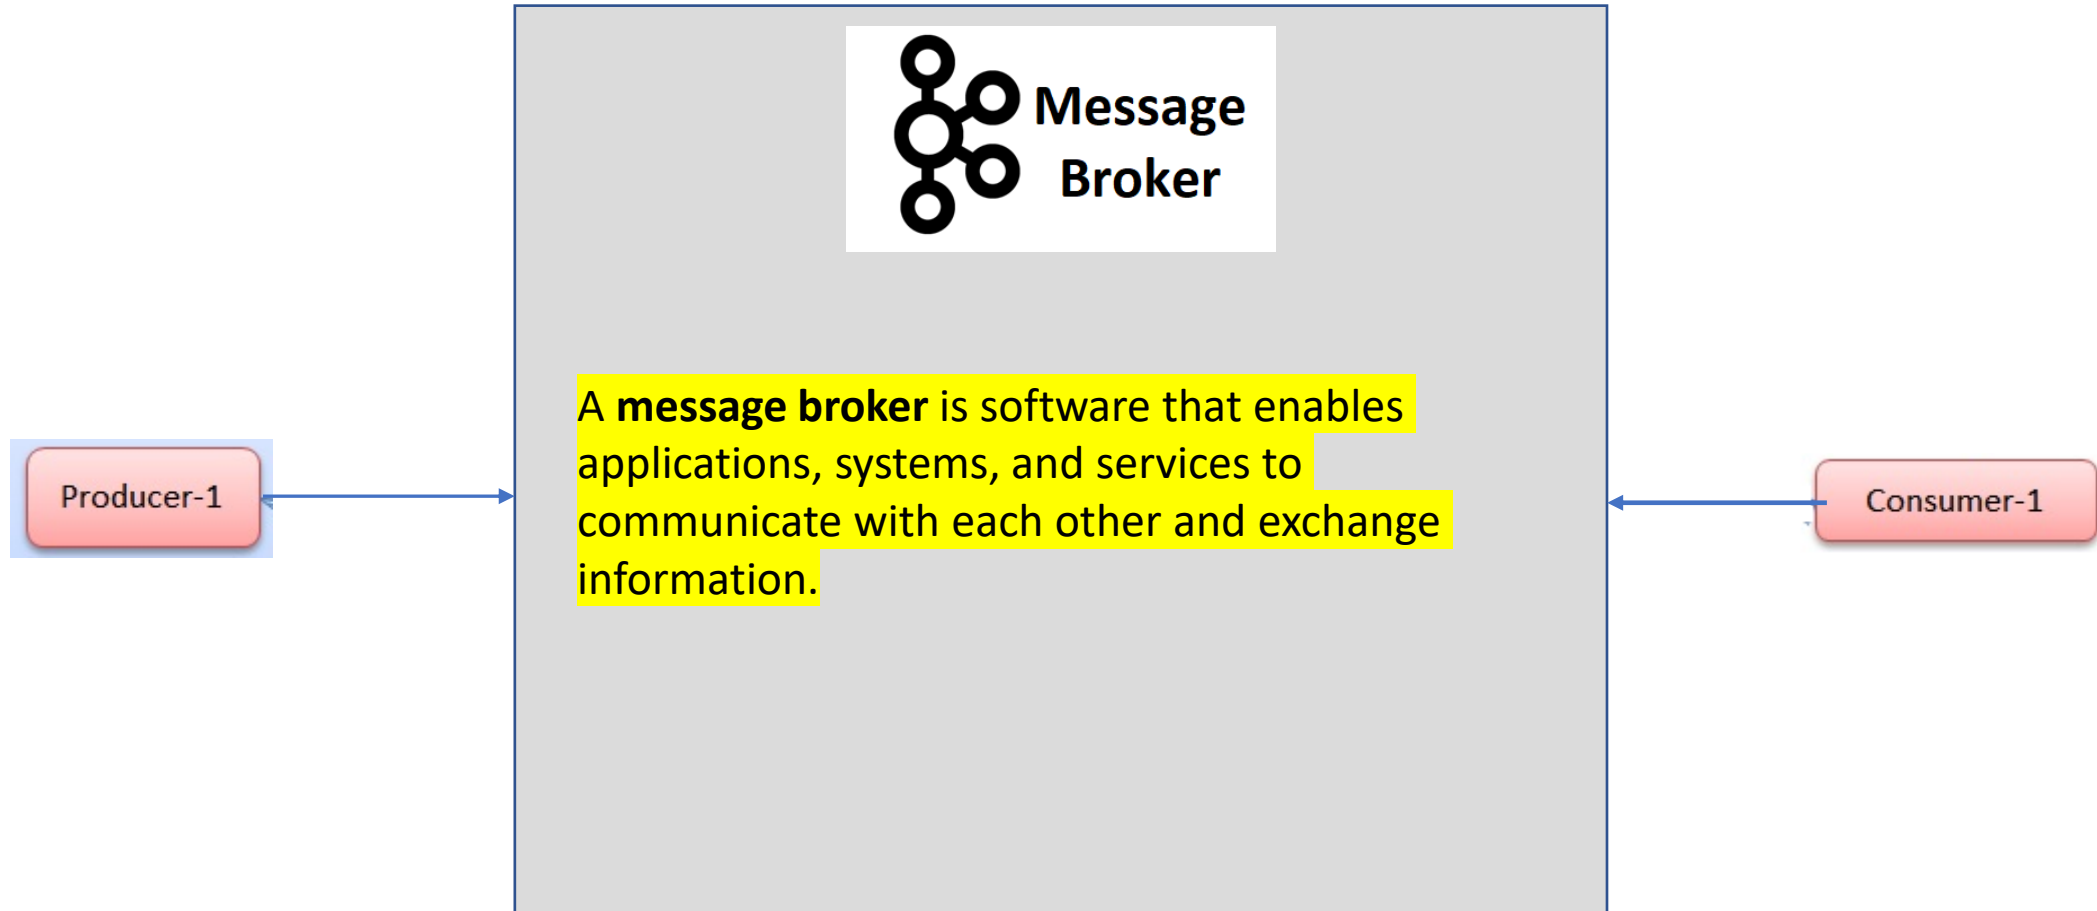 Message
Broker
A message broker is software that enables
applications, systems, and services to
communicate with each other and exchange
information.
Producer-1
Consumer-1